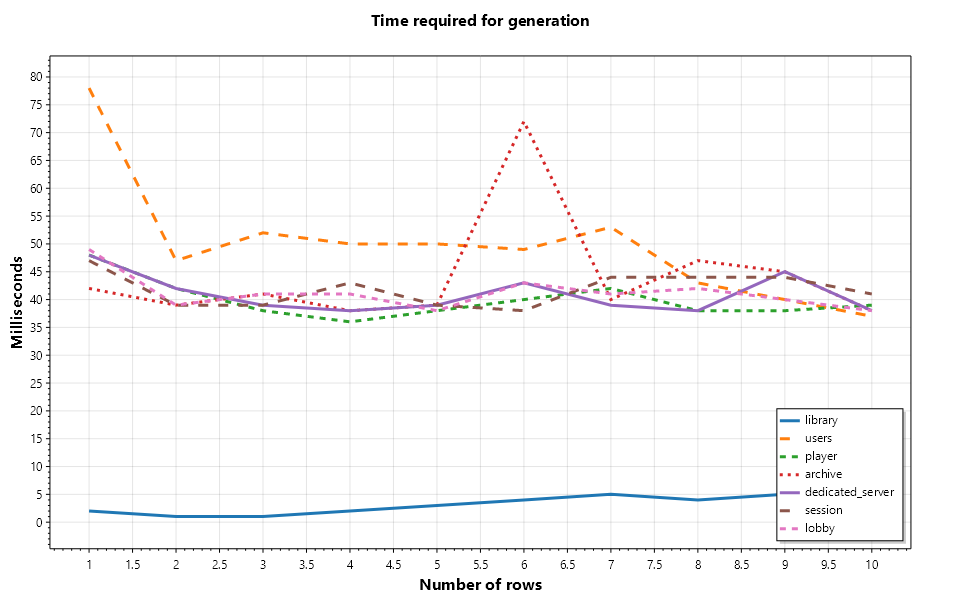 Time required for generation
80
75
70
65
60
55
50
45
40
35
30
25
20
15
10
5
0
Milliseconds
library
users
player
archive
dedicated_server
session
lobby
1 1.5 2 2.5 3 3.5 4 4.5 5 5.5 6 6.5 7 7.5 8 8.5 9 9.5 10
Number of rows